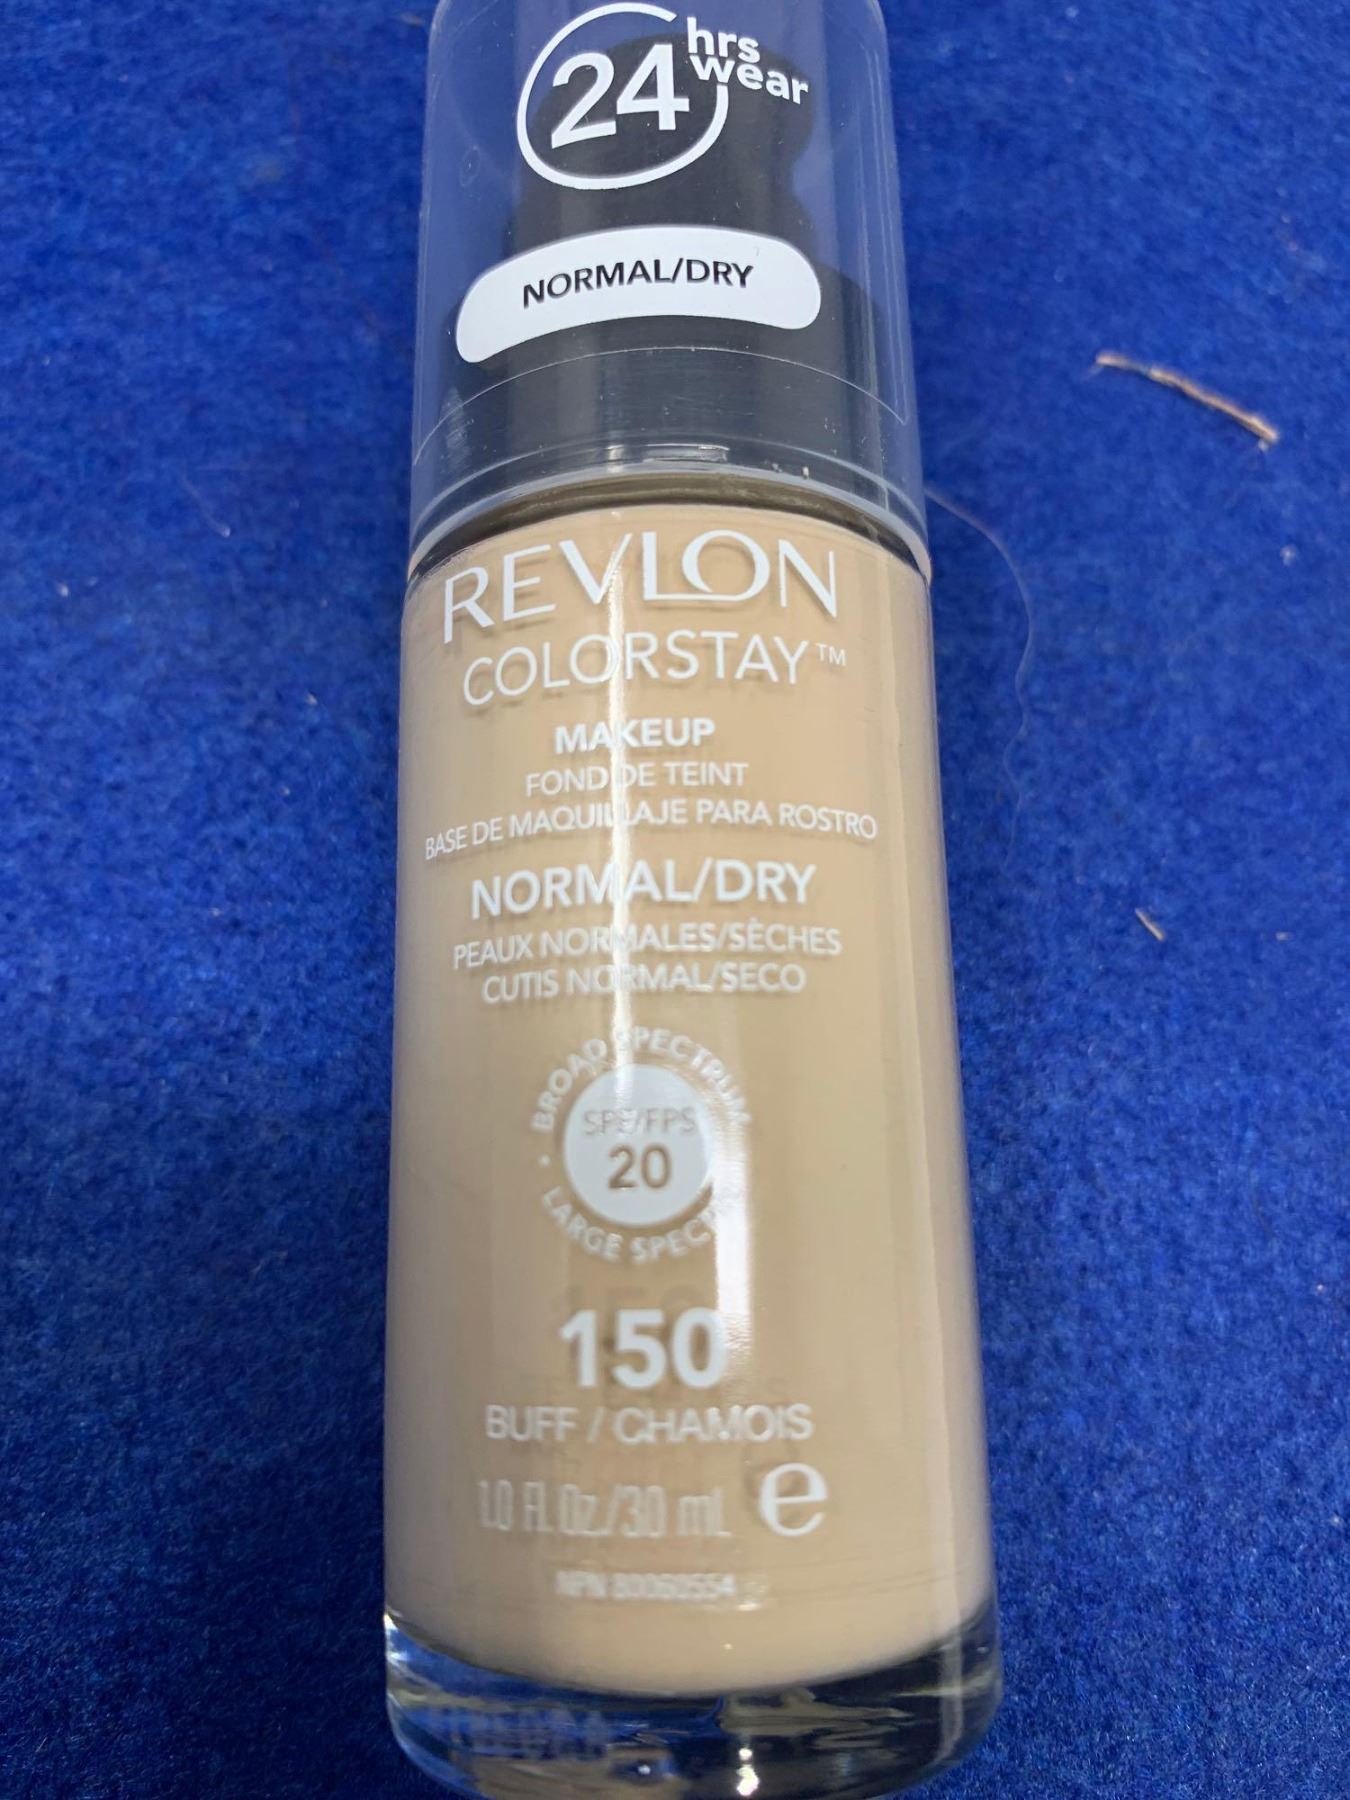 24 hrs
wear
NORMAL/DRY
REVLON
COLORSTAY™
MAKEUP
FOND DE TEINT
BASE DE MAQUILLAJE PARA ROSTRO
NORMAL/DRY
PEAUX NORMALES/SÈCHES
CUTIS NORMAL/SECO
BROAD SPECTRUM
SPF/FPS
20
• LARGE
150
BUFF / CHAMOIS
1.0 Fl. Oz./30 mL e
NPN 80060554